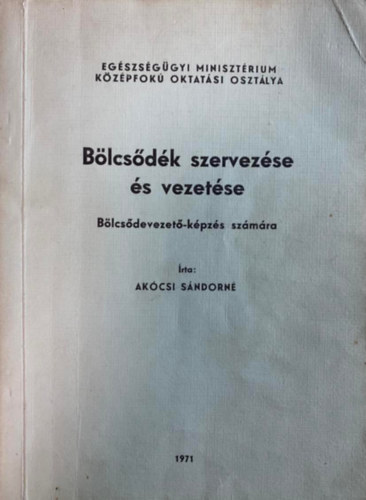 EGÉSZSÉGÜGYI MINISZTÉRIUM
KÖZÉPFOKÚ OKTATÁSI OSZTÁLYA
Bölcsődék szervezése
és vezetése
Bölcsődevezető-képzés számára
Írta:
AKÓCSI SÁNDORNÉ
1971